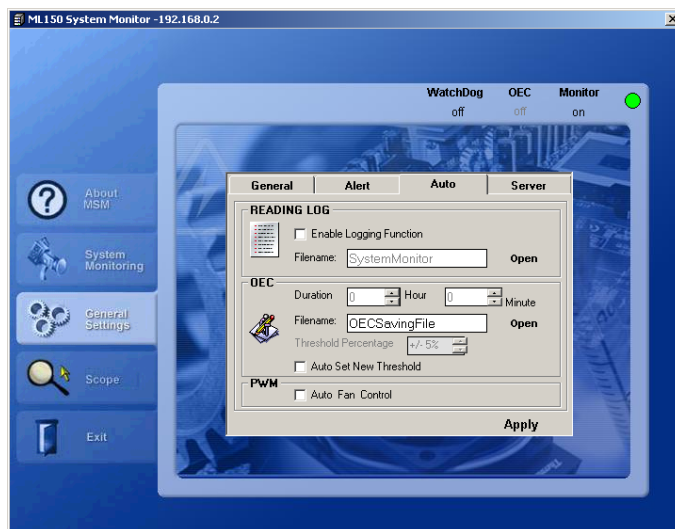 ML150 System Monitor -192.168.0.2
WatchDog OEC Monitor
off off on
About
MSM
System
Monitoring
General
Settings
Scope
Exit
General Alert Auto Server
READING LOG
Enable Logging Function
Filename: SystemMonitor Open
OEC
Duration 0 Hour 0 Minute
Filename: OECSavingFile Open
Threshold Percentage +/- 5%
Auto Set New Threshold
PWM
Auto Fan Control
Apply